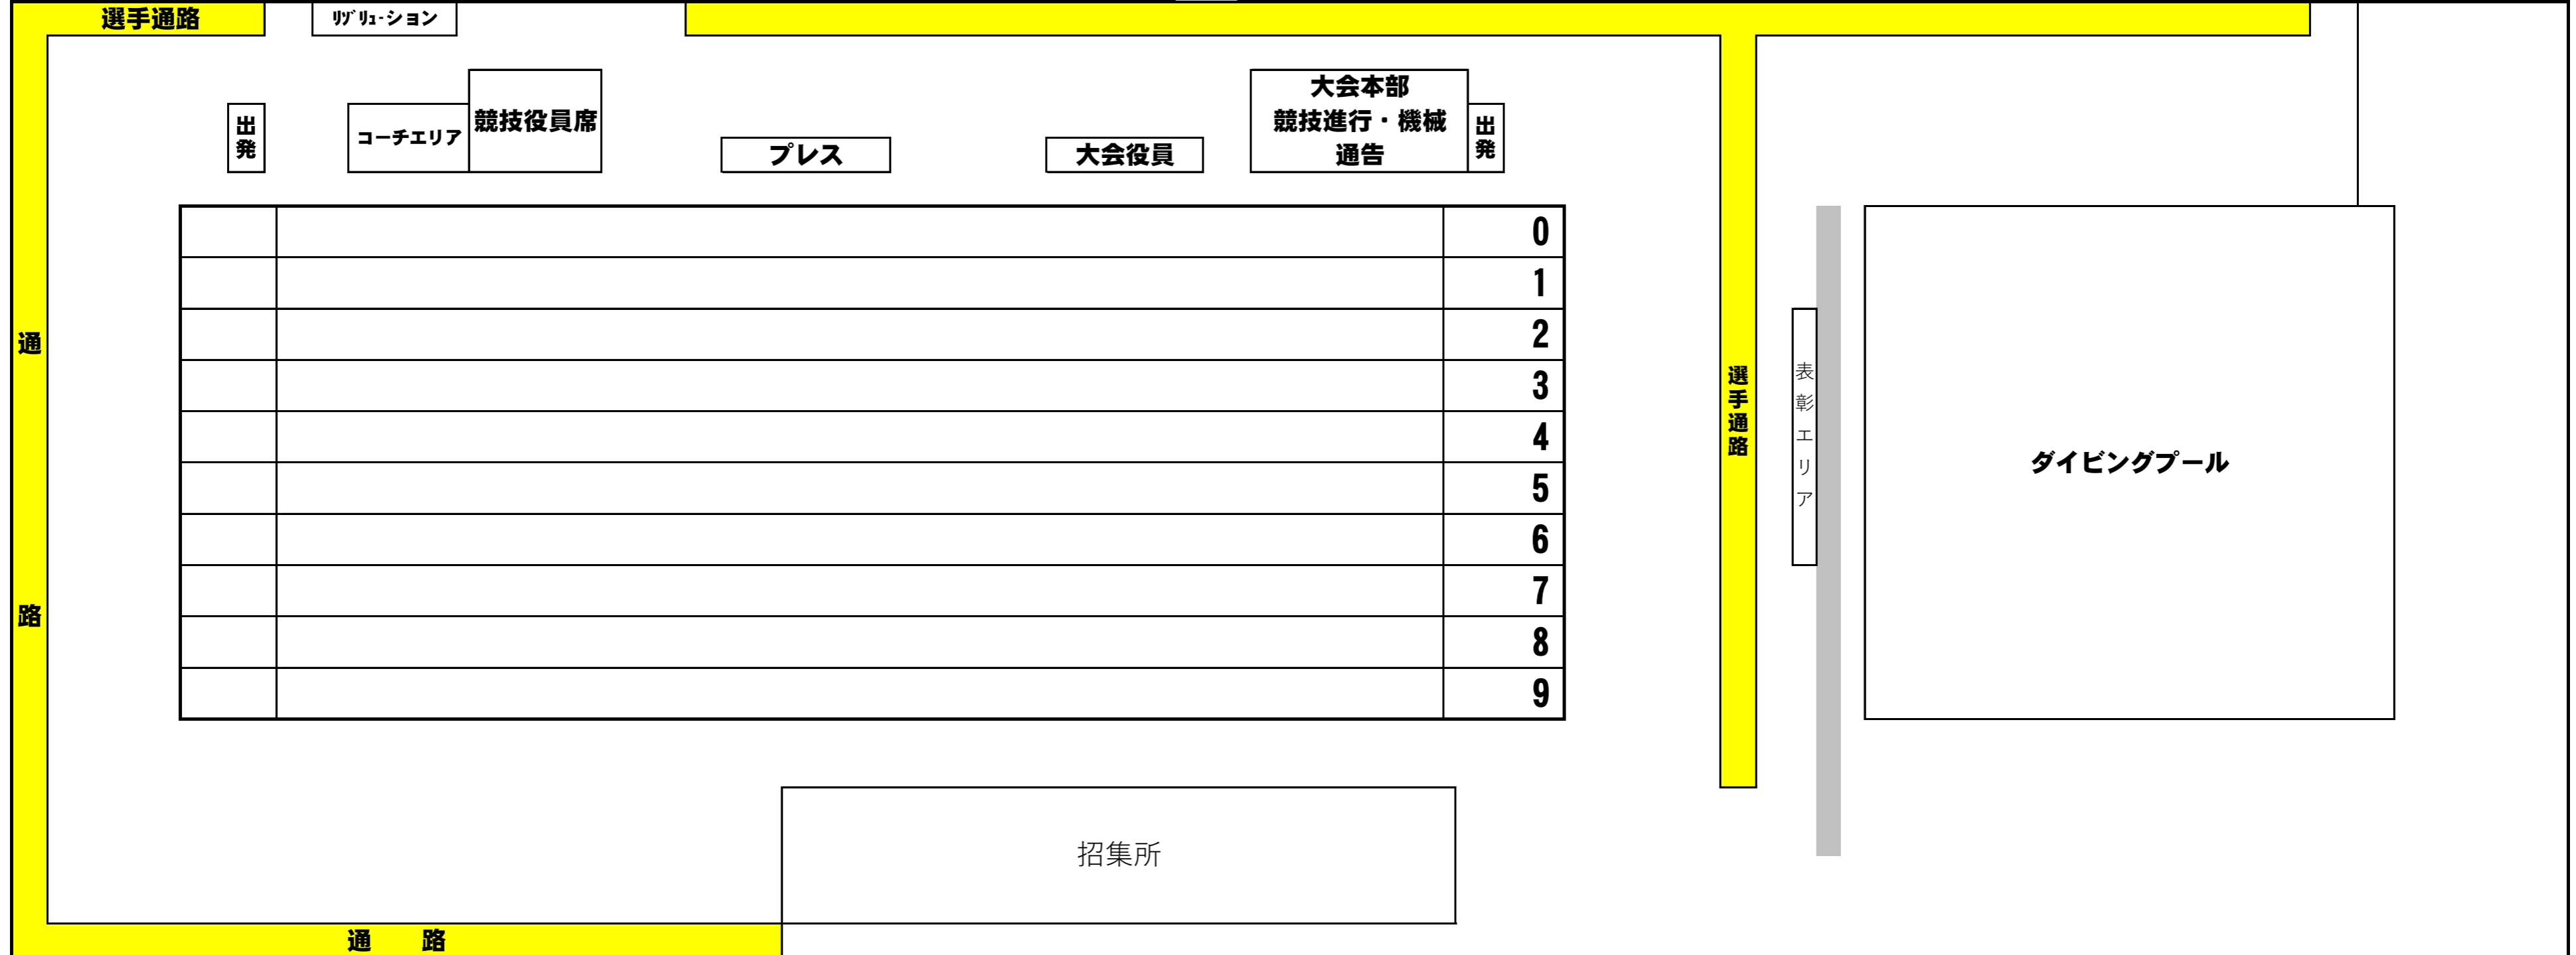 選手通路
ﾘｿﾞﾘｭ-ション
出発
コーチエリア
競技役員席
プレス
大会役員
大会本部
競技進行・機械
通告
出発
0
1
2
3
4
5
6
7
8
9
通路
選手通路
表彰エリア
ダイビングプール
招集所
通　路